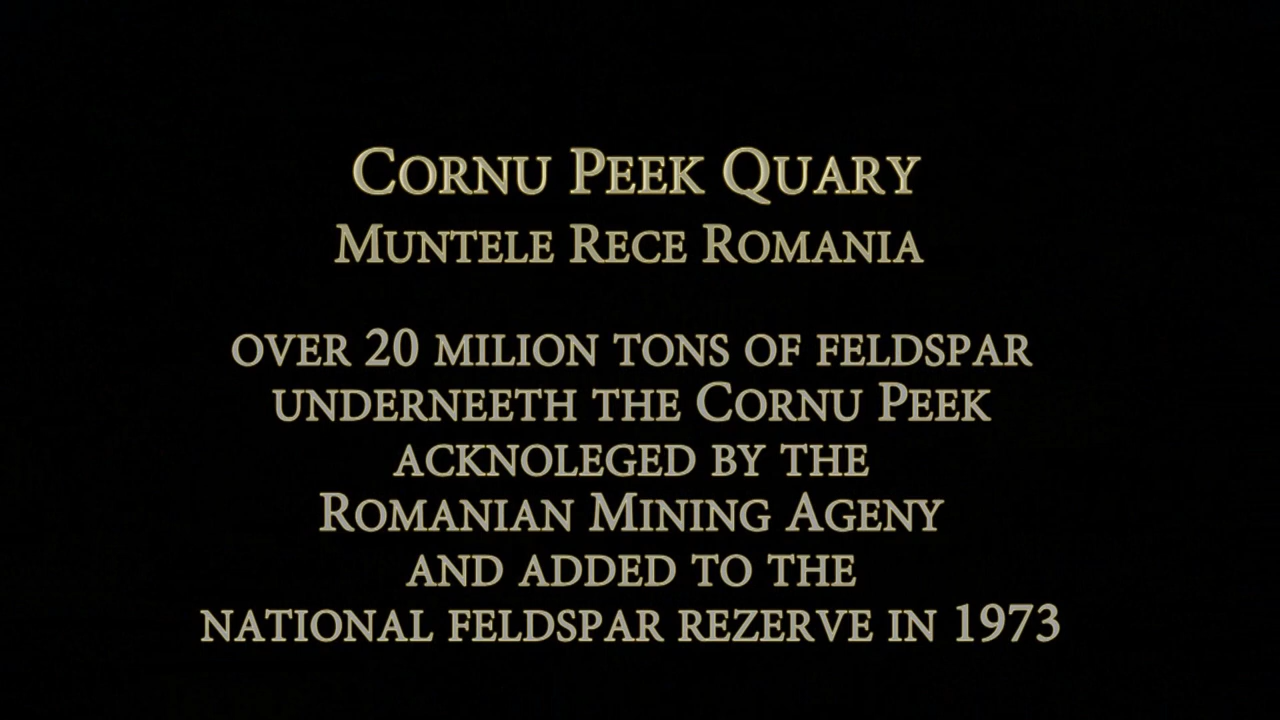 Cornu Peek Quary
Muntele Rece Romania
over 20 milion tons of feldspar
underneeth the Cornu Peek
acknoleged by the
Romanian Mining Ageny
and added to the
national feldspar rezerve in 1973